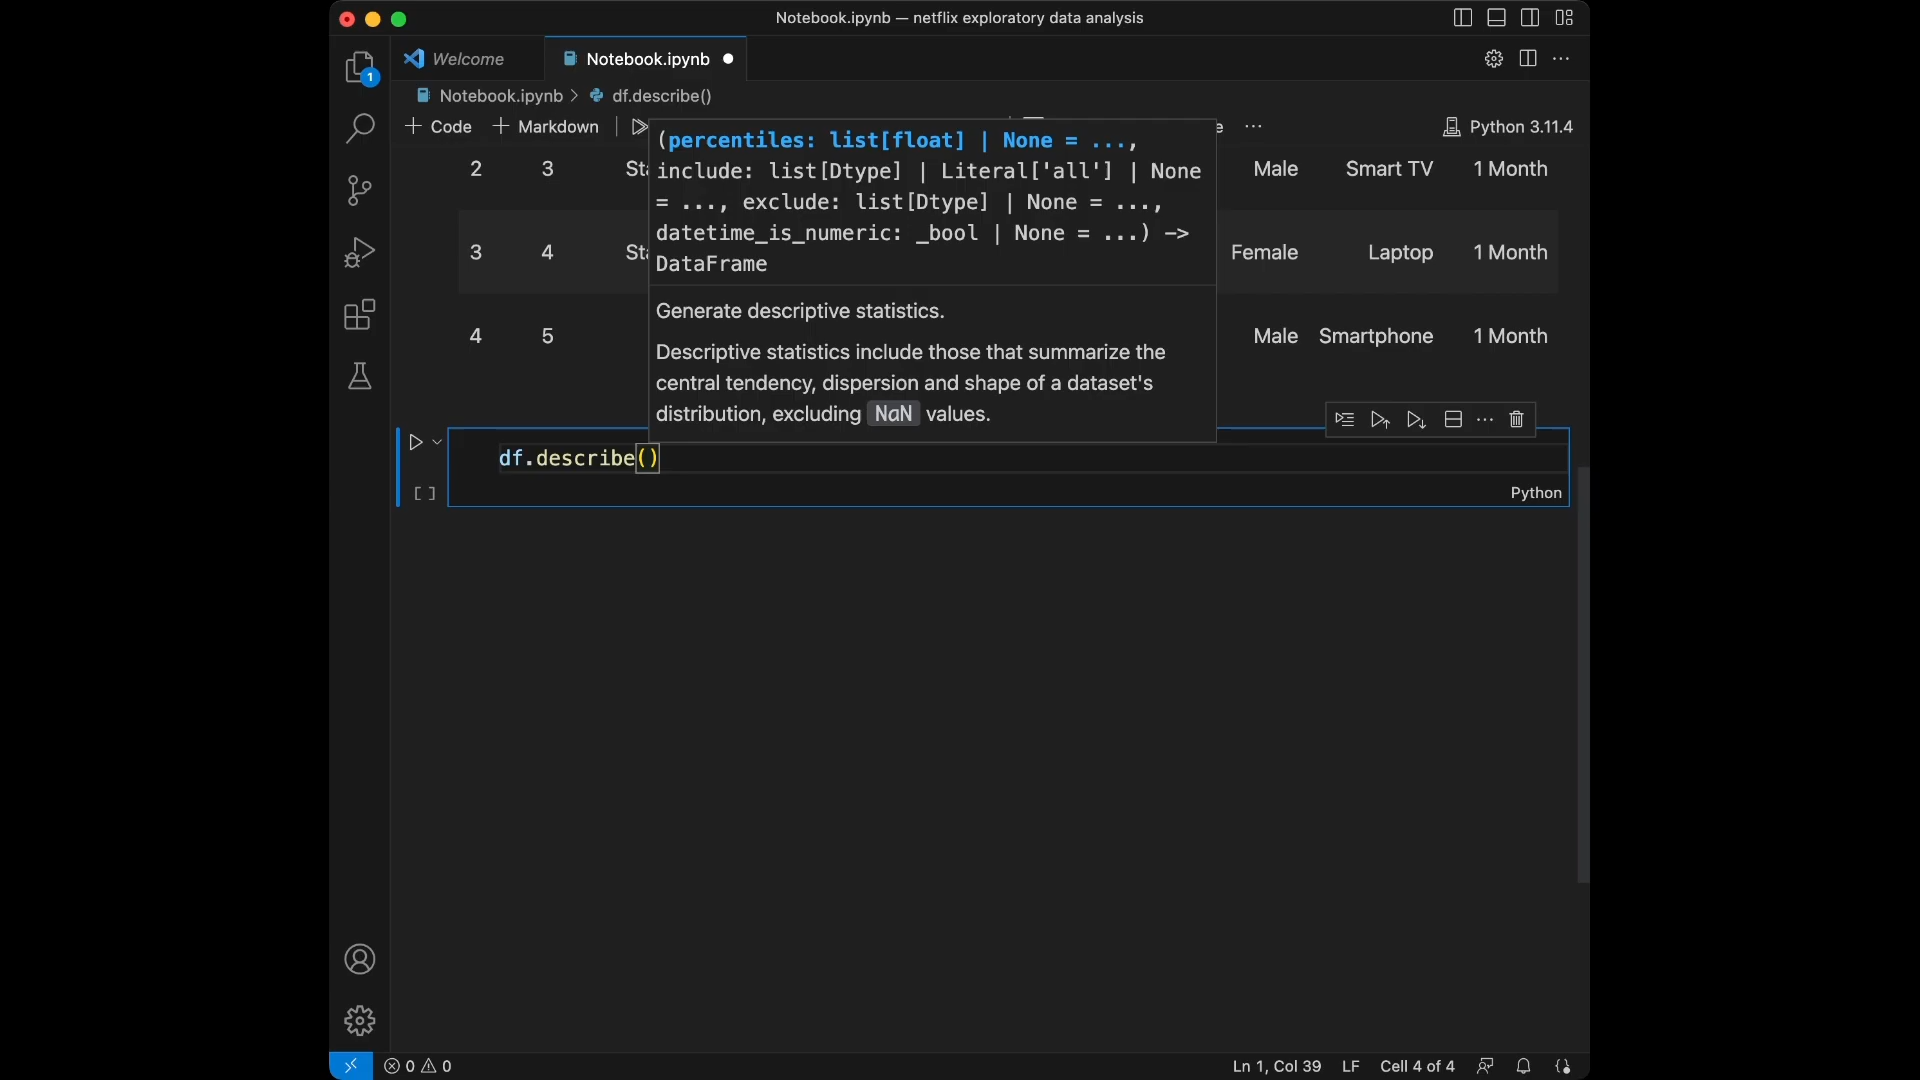 Notebook.ipynb — netflix exploratory data analysis
Welcome
Notebook.ipynb
1
Notebook.ipynb > df.describe()
+ Code + Markdown
e ... Python 3.11.4
(percentiles: list[float] | None = ...,
include: list[Dtype] | Literal['all'] | None
= ..., exclude: list[Dtype] | None = ...,
datetime_is_numeric: _bool | None = ...) ->
DataFrame
Generate descriptive statistics.
Descriptive statistics include those that summarize the
central tendency, dispersion and shape of a dataset's
distribution, excluding NaN values.
2 3 Sta Male Smart TV 1 Month
3 4 Sta Female Laptop 1 Month
4 5 Male Smartphone 1 Month
df.describe()
[ ]
Python
0 0
Ln 1, Col 39 LF Cell 4 of 4